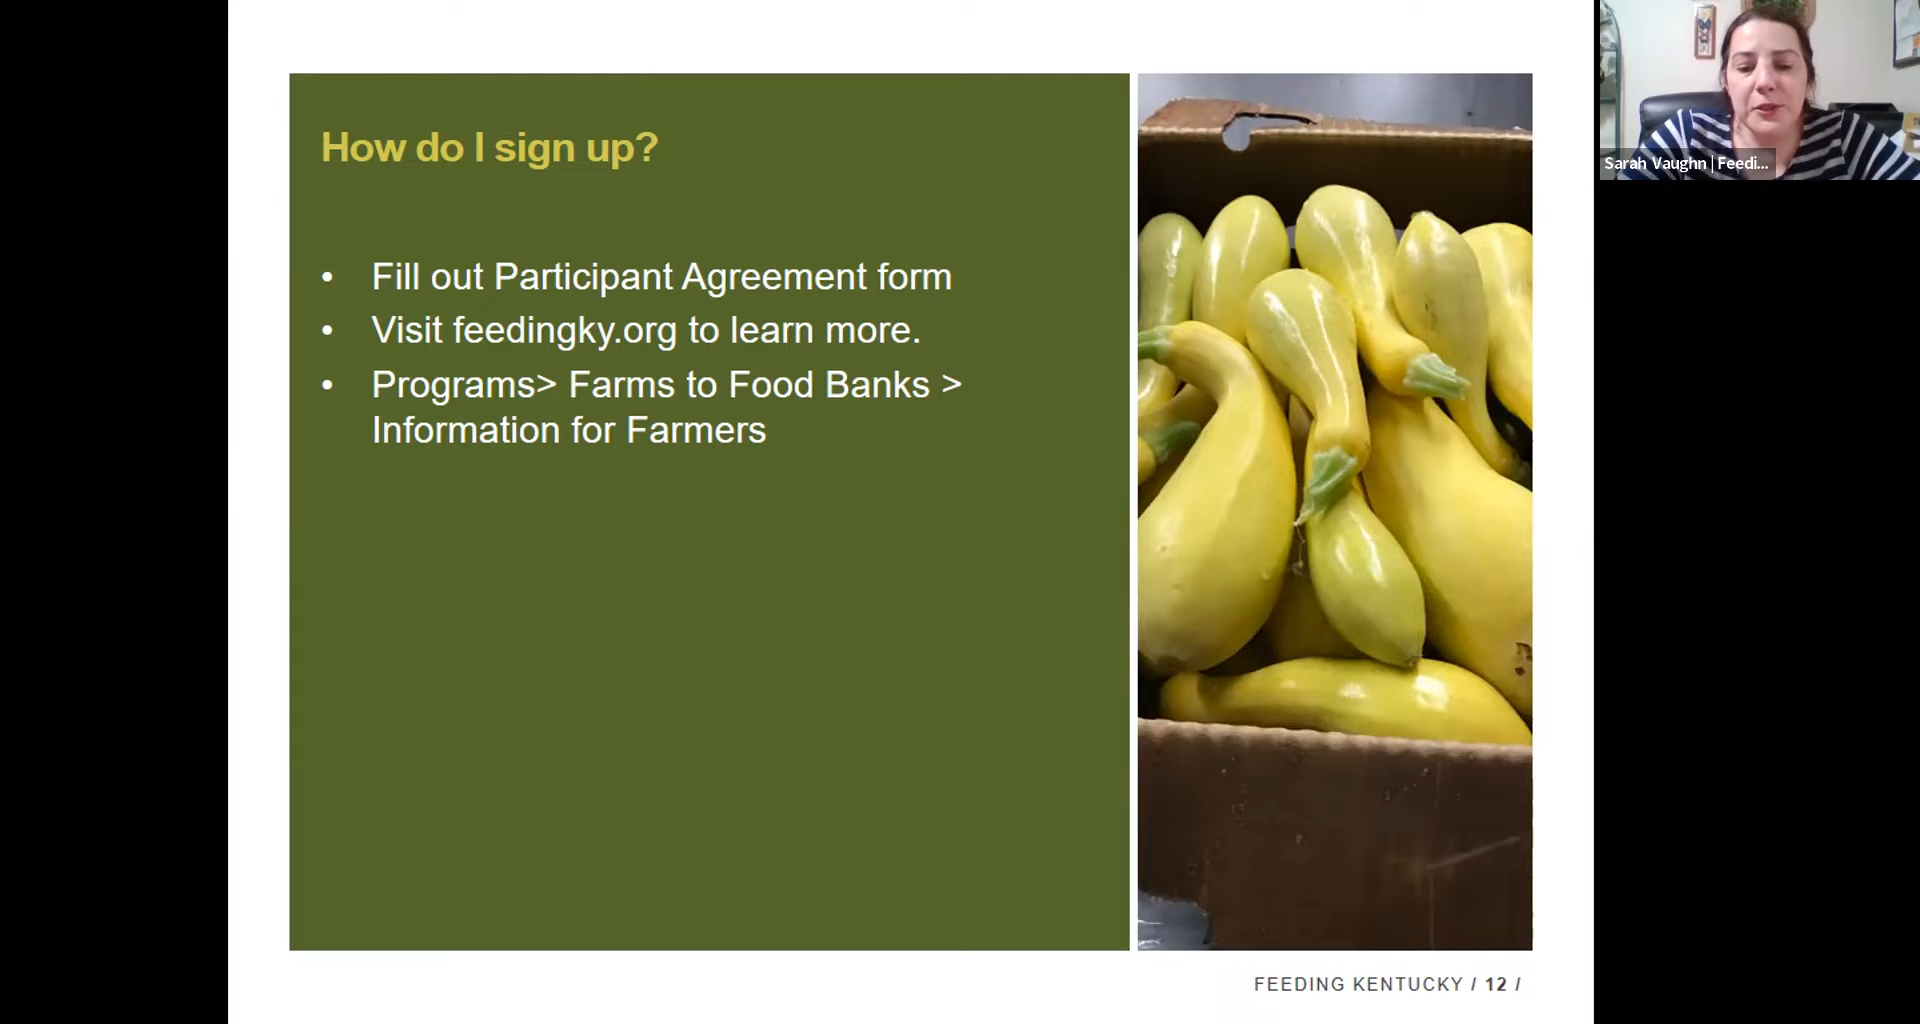 How do I sign up?
• Fill out Participant Agreement form
• Visit feedingky.org to learn more.
• Programs> Farms to Food Banks >
Information for Farmers
Sarah Vaughn | Feedi...
FEEDING KENTUCKY / 12 /